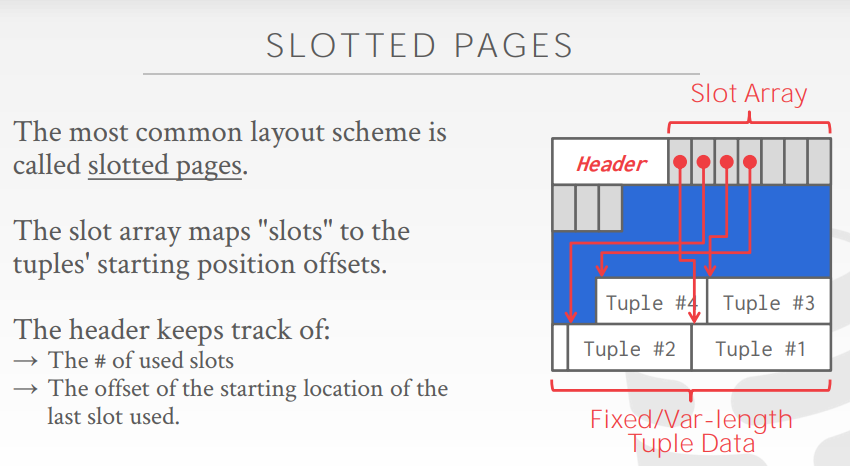 SLOTTED PAGES
The most common layout scheme is
called slotted pages.
The slot array maps "slots" to the
tuples' starting position offsets.
The header keeps track of:
→ The # of used slots
→ The offset of the starting location of the
last slot used.
Slot Array
Header
Tuple #4
Tuple #3
Tuple #2
Tuple #1
Fixed/Var-length
Tuple Data